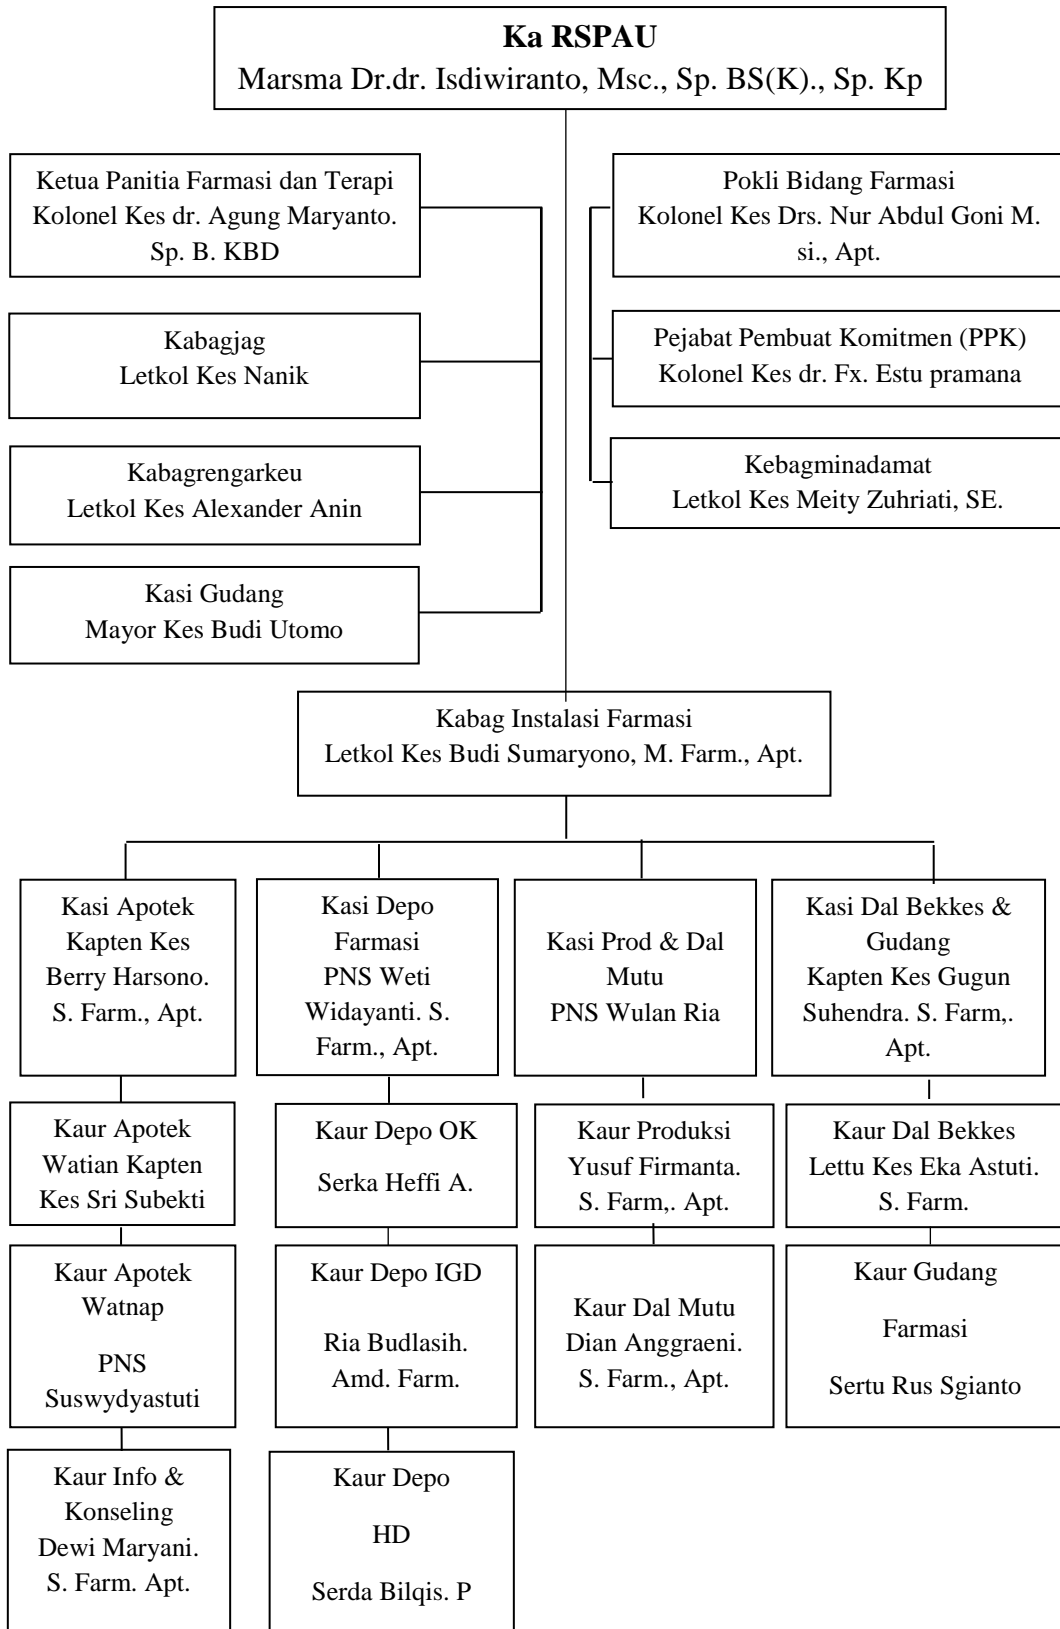 Ka RSPAU
Marsma Dr.dr. Isdiwiranto, Msc., Sp. BS(K)., Sp. Kp
Ketua Panitia Farmasi dan Terapi
Kolonel Kes dr. Agung Maryanto.
Sp. B. KBD
Pokli Bidang Farmasi
Kolonel Kes Drs. Nur Abdul Goni M.
si., Apt.
Kabagjag
Letkol Kes Nanik
Pejabat Pembuat Komitmen (PPK)
Kolonel Kes dr. Fx. Estu pramana
Kabagrengarkeu
Letkol Kes Alexander Anin
Kebagminadamat
Letkol Kes Meity Zuhriati, SE.
Kasi Gudang
Mayor Kes Budi Utomo
Kabag Instalasi Farmasi
Letkol Kes Budi Sumaryono, M. Farm., Apt.
Kasi Apotek
Kapten Kes
Berry Harsono.
S. Farm., Apt.
Kasi Depo
Farmasi
PNS Weti
Widayanti. S.
Farm., Apt.
Kasi Prod & Dal
Mutu
PNS Wulan Ria
Kasi Dal Bekkes &
Gudang
Kapten Kes Gugun
Suhendra. S. Farm,.
Apt.
Kaur Apotek
Watian Kapten
Kes Sri Subekti
Kaur Depo OK
Serka Heffi A.
Kaur Produksi
Yusuf Firmanta.
S. Farm,. Apt.
Kaur Dal Bekkes
Lettu Kes Eka Astuti.
S. Farm.
Kaur Apotek
Watnap
PNS
Suswydyastuti
Kaur Depo IGD
Ria Budlasih.
Amd. Farm.
Kaur Dal Mutu
Dian Anggraeni.
S. Farm., Apt.
Kaur Gudang
Farmasi
Sertu Rus Sgianto
Kaur Info &
Konseling
Dewi Maryani.
S. Farm. Apt.
Kaur Depo
HD
Serda Bilqis. P